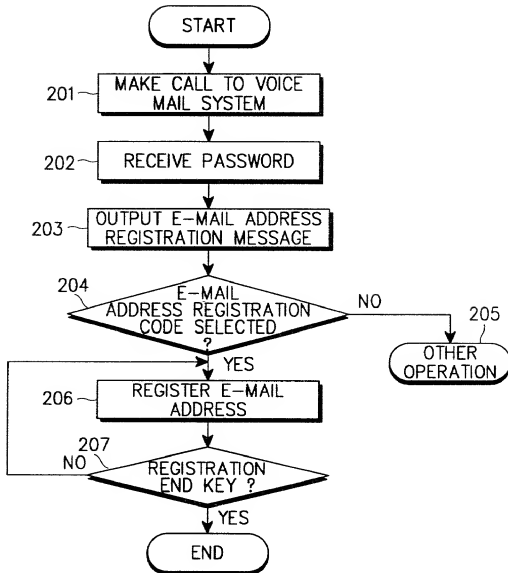 START
201
MAKE CALL TO VOICE
MAIL SYSTEM
202
RECEIVE PASSWORD
203
OUTPUT E-MAIL ADDRESS
REGISTRATION MESSAGE
204
E-MAIL
ADDRESS REGISTRATION
CODE SELECTED
?
NO
205
OTHER
OPERATION
YES
206
REGISTER E-MAIL
ADDRESS
207
NO
REGISTRATION
END KEY ?
YES
END